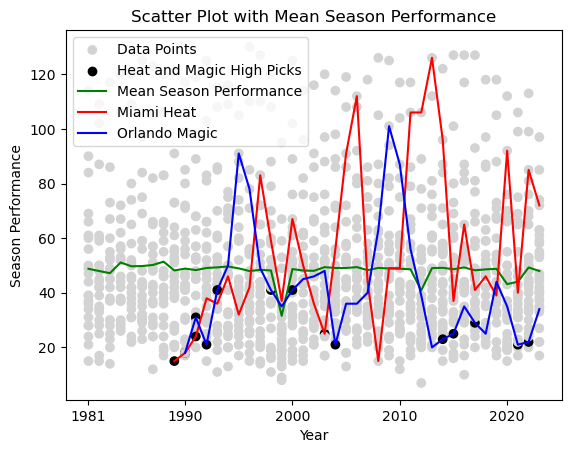 Scatter Plot with Mean Season Performance
Data Points
Heat and Magic High Picks
Mean Season Performance
Miami Heat
Orlando Magic
Season Performance
120
100
80
60
40
20
1981
1990
2000
2010
2020
Year